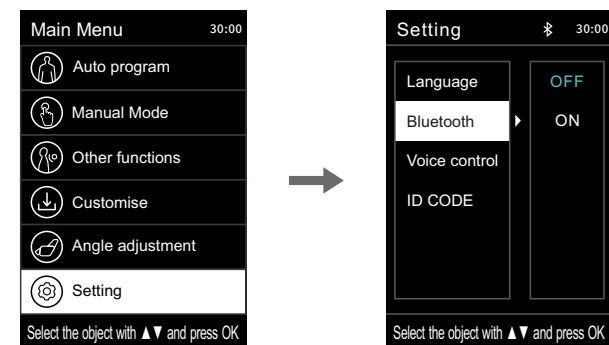 Main Menu 30:00
Auto program
Manual Mode
Other functions
Customise
Angle adjustment
Setting
Select the object with ▲▼ and press OK
Setting 30:00
Language
Bluetooth
Voice control
ID CODE
OFF
ON
Select the object with ▲▼ and press OK